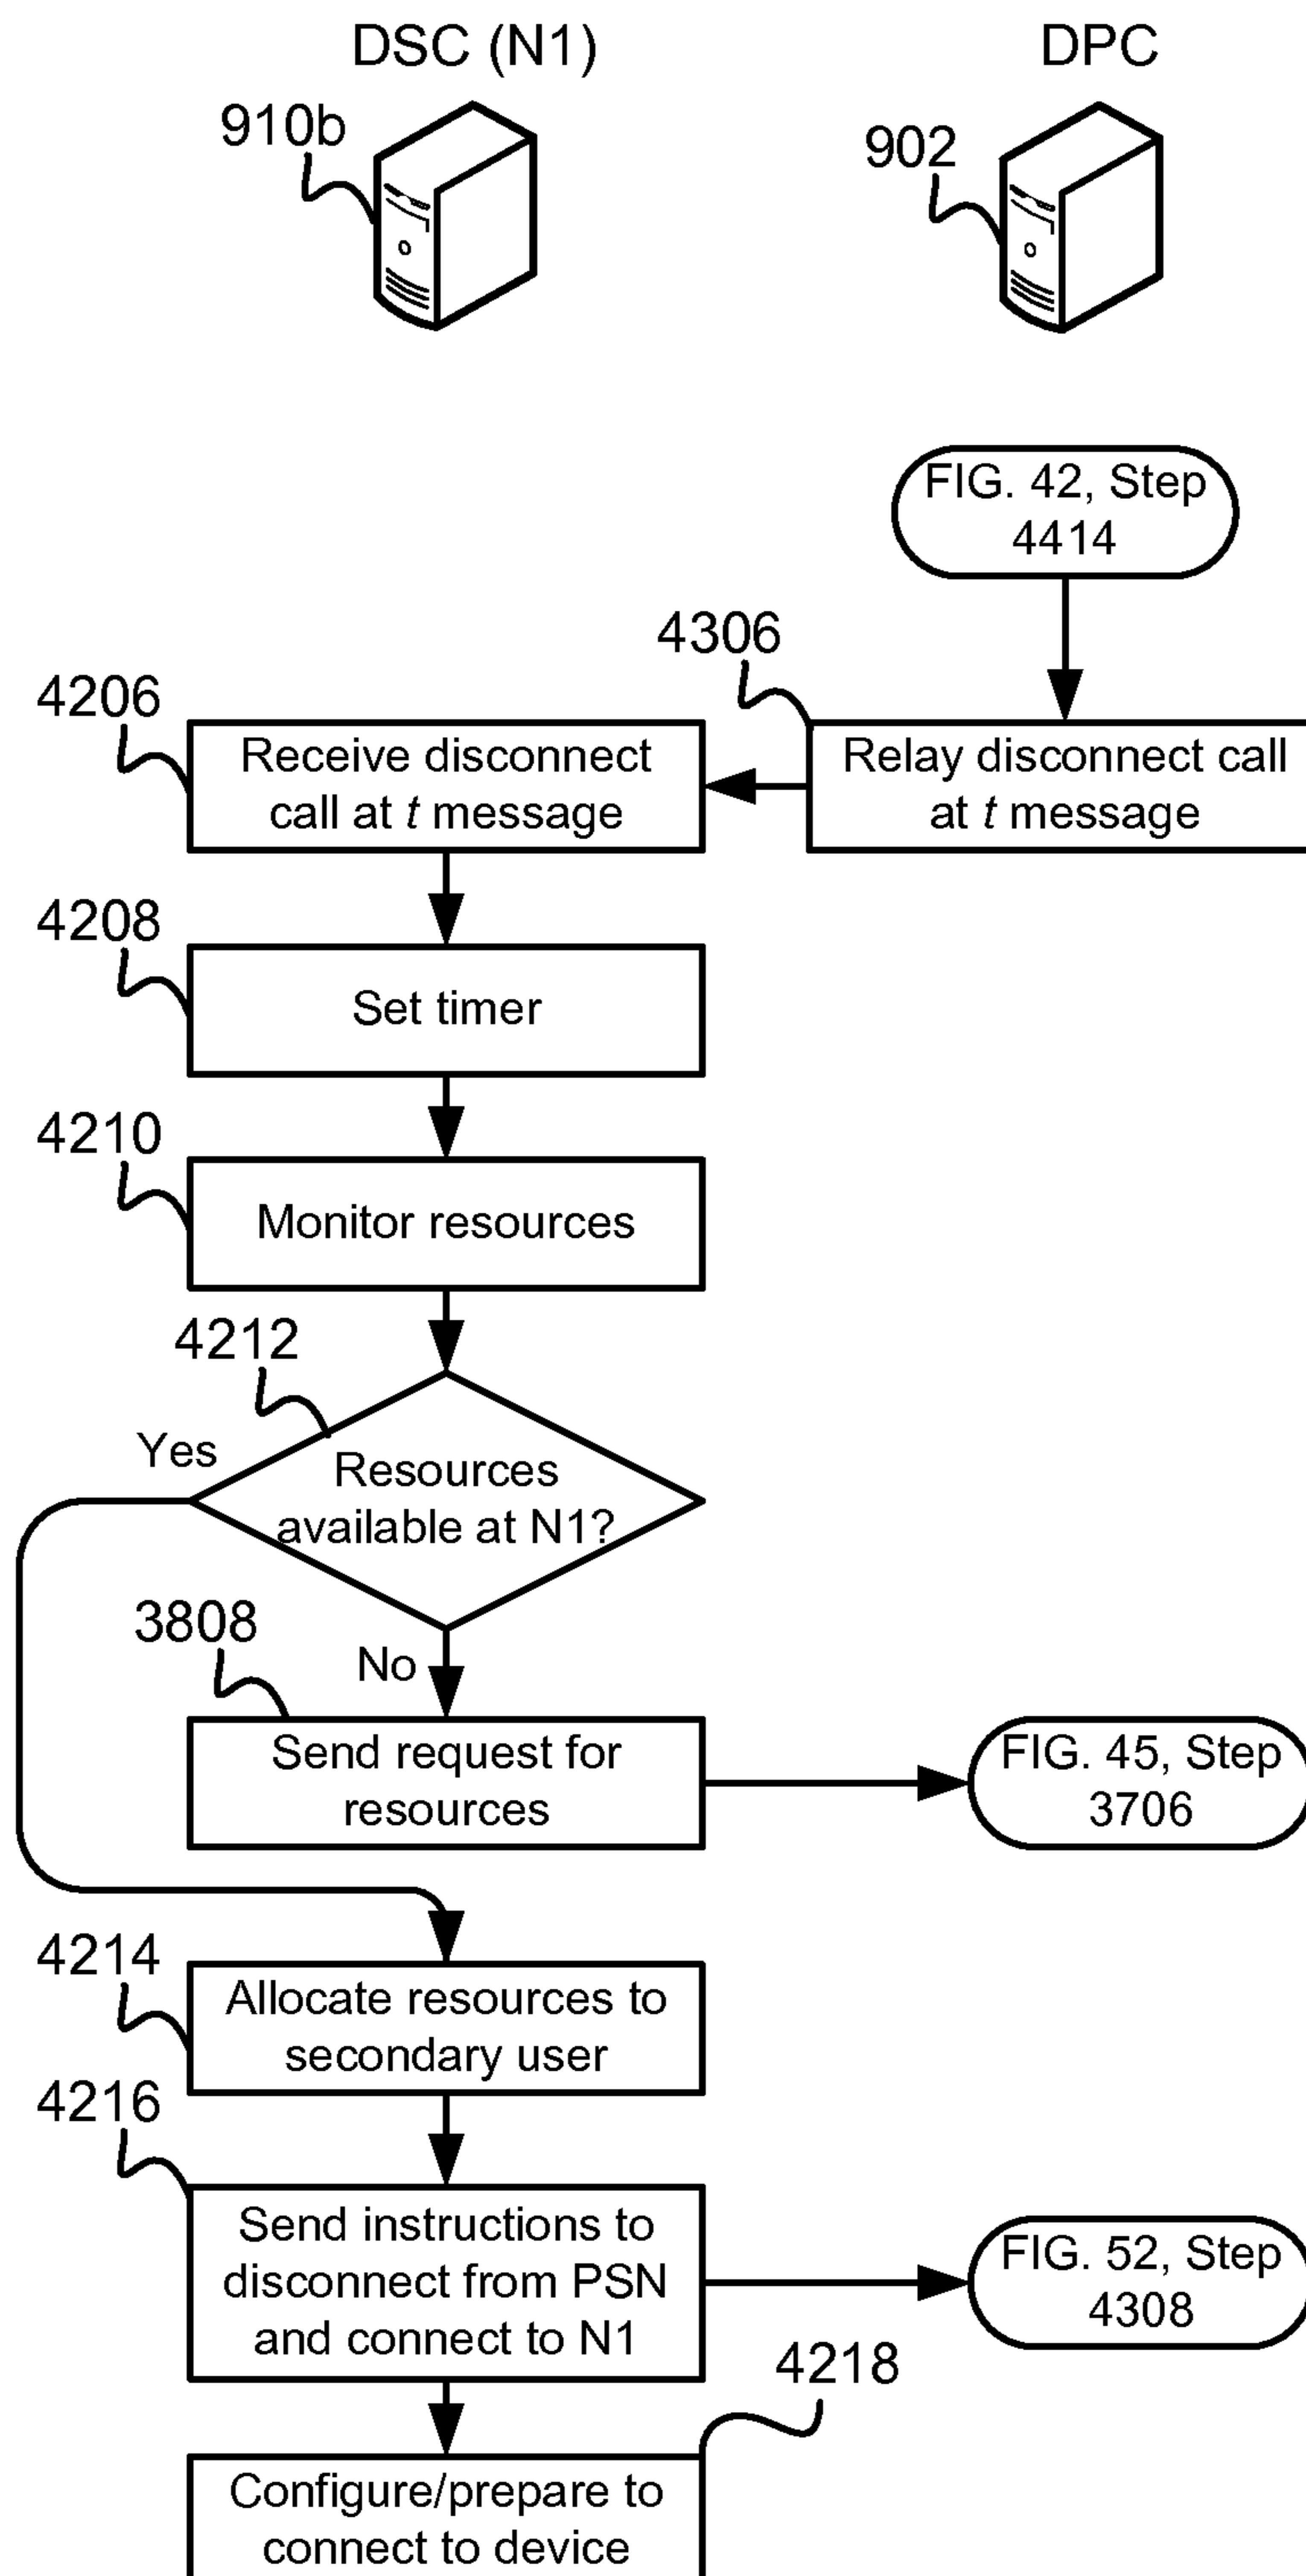 DSC (N1)
DPC
910b
902
FIG. 42, Step
4414
4306
4206
Receive disconnect
call at t message
Relay disconnect call
at t message
4208
Set timer
4210
Monitor resources
4212
Yes
Resources
available at N1?
No
3808
Send request for
resources
FIG. 45, Step
3706
4214
Allocate resources to
secondary user
4216
Send instructions to
disconnect from PSN
and connect to N1
FIG. 52, Step
4308
4218
Configure/prepare to
connect to device